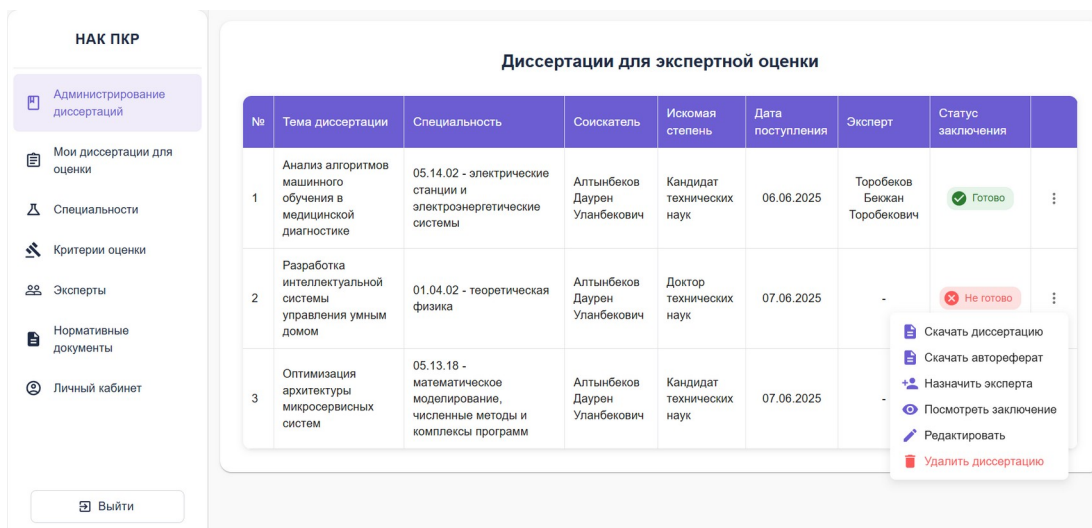 НАК ПКР
Администрирование
диссертаций
Мои диссертации для
оценки
Специальности
Критерии оценки
Эксперты
Нормативные
документы
Личный кабинет
Выйти
Диссертации для экспертной оценки
№
Тема диссертации
Специальность
Соискатель
Искомая
степень
Дата
поступления
Эксперт
Статус
заключения
1
Анализ алгоритмов
машинного
обучения в
медицинской
диагностике
05.14.02 - электрические
станции и
электроэнергетические
системы
Алтынбеков
Даурен
Уланбекович
Кандидат
технических
наук
06.06.2025
Торобеков
Бекжан
Торобекович
Готово
2
Разработка
интеллектуальной
системы
управления умным
домом
01.04.02 - теоретическая
физика
Алтынбеков
Даурен
Уланбекович
Доктор
технических
наук
07.06.2025
-
Не готово
3
Оптимизация
архитектуры
микросервисных
систем
05.13.18 -
математическое
моделирование,
численные методы и
комплексы программ
Алтынбеков
Даурен
Уланбекович
Кандидат
технических
наук
07.06.2025
-
Скачать диссертацию
Скачать автореферат
Назначить эксперта
Посмотреть заключение
Редактировать
Удалить диссертацию